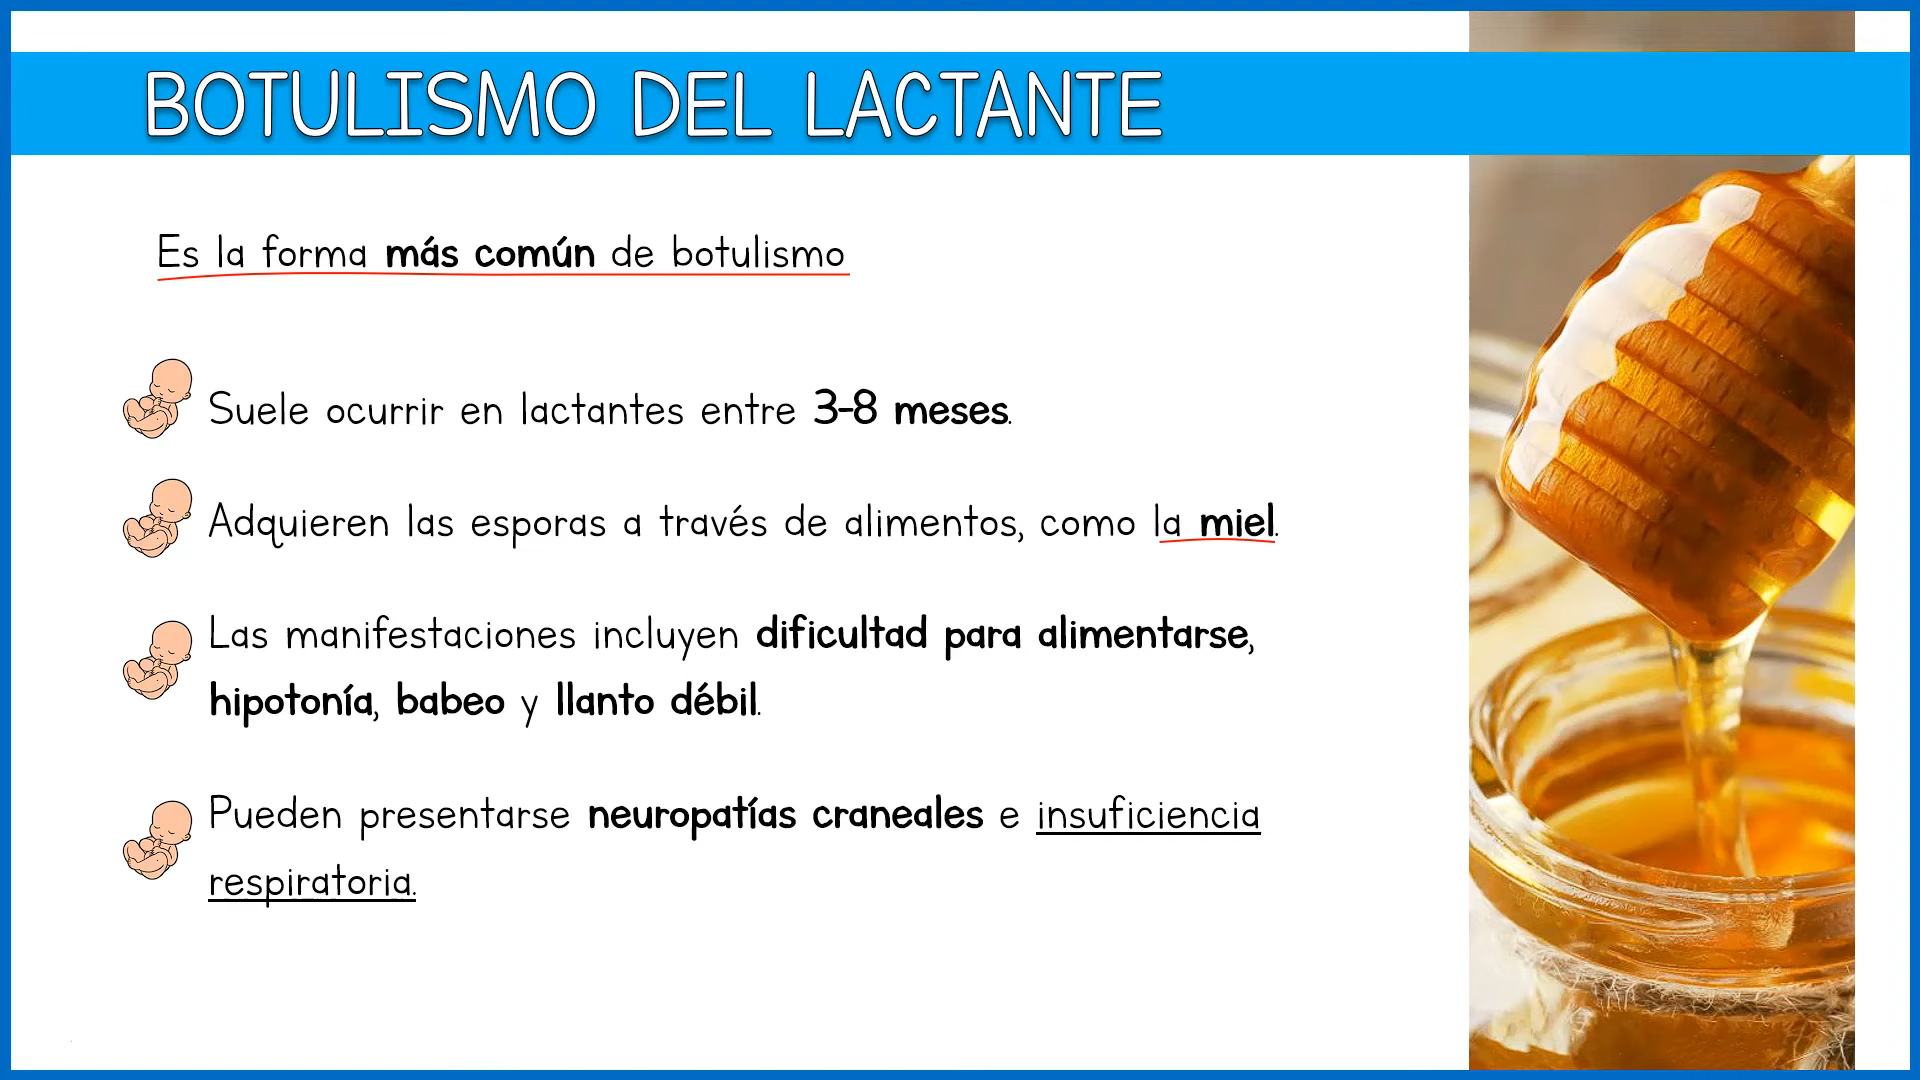 BOTULISMO DEL LACTANTE
Es la forma más común de botulismo
Suele ocurrir en lactantes entre 3-8 meses.
Adquieren las esporas a través de alimentos, como la miel.
Las manifestaciones incluyen dificultad para alimentarse,
hipotonía, babeo y llanto débil.
Pueden presentarse neuropatías craneales e insuficiencia
respiratoria.